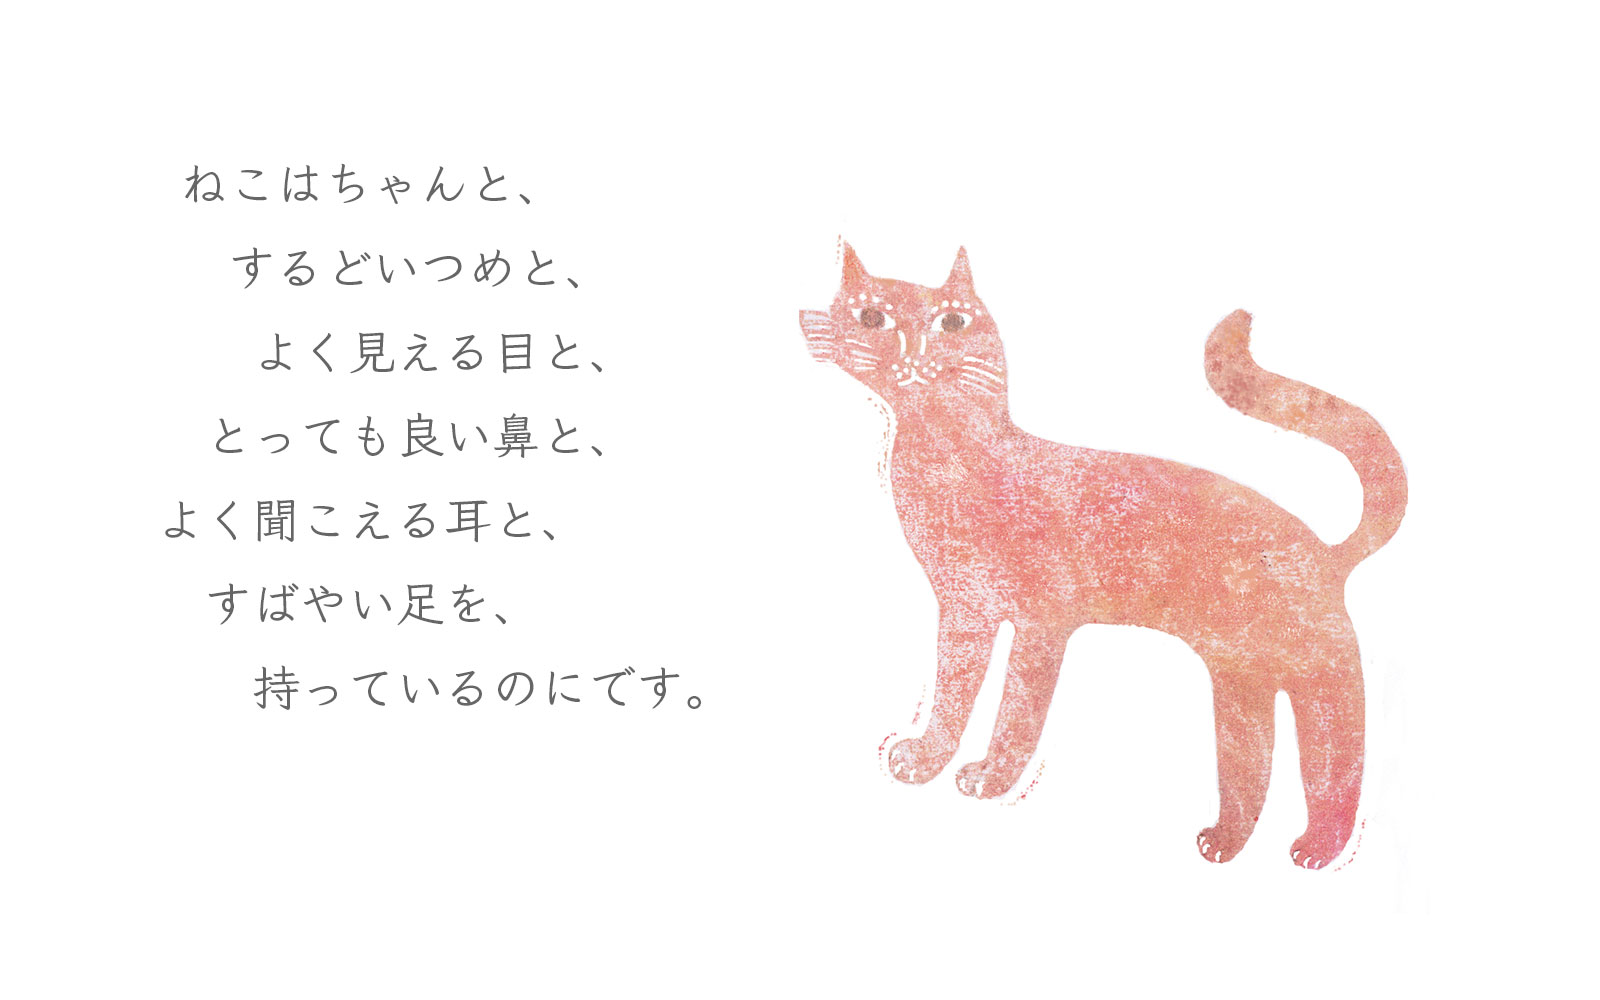 ねこはちゃんと、
するどいつめと、
よく見える目と、
とっても良い鼻と、
よく聞こえる耳と、
すばやい足を、
持っているのにです。